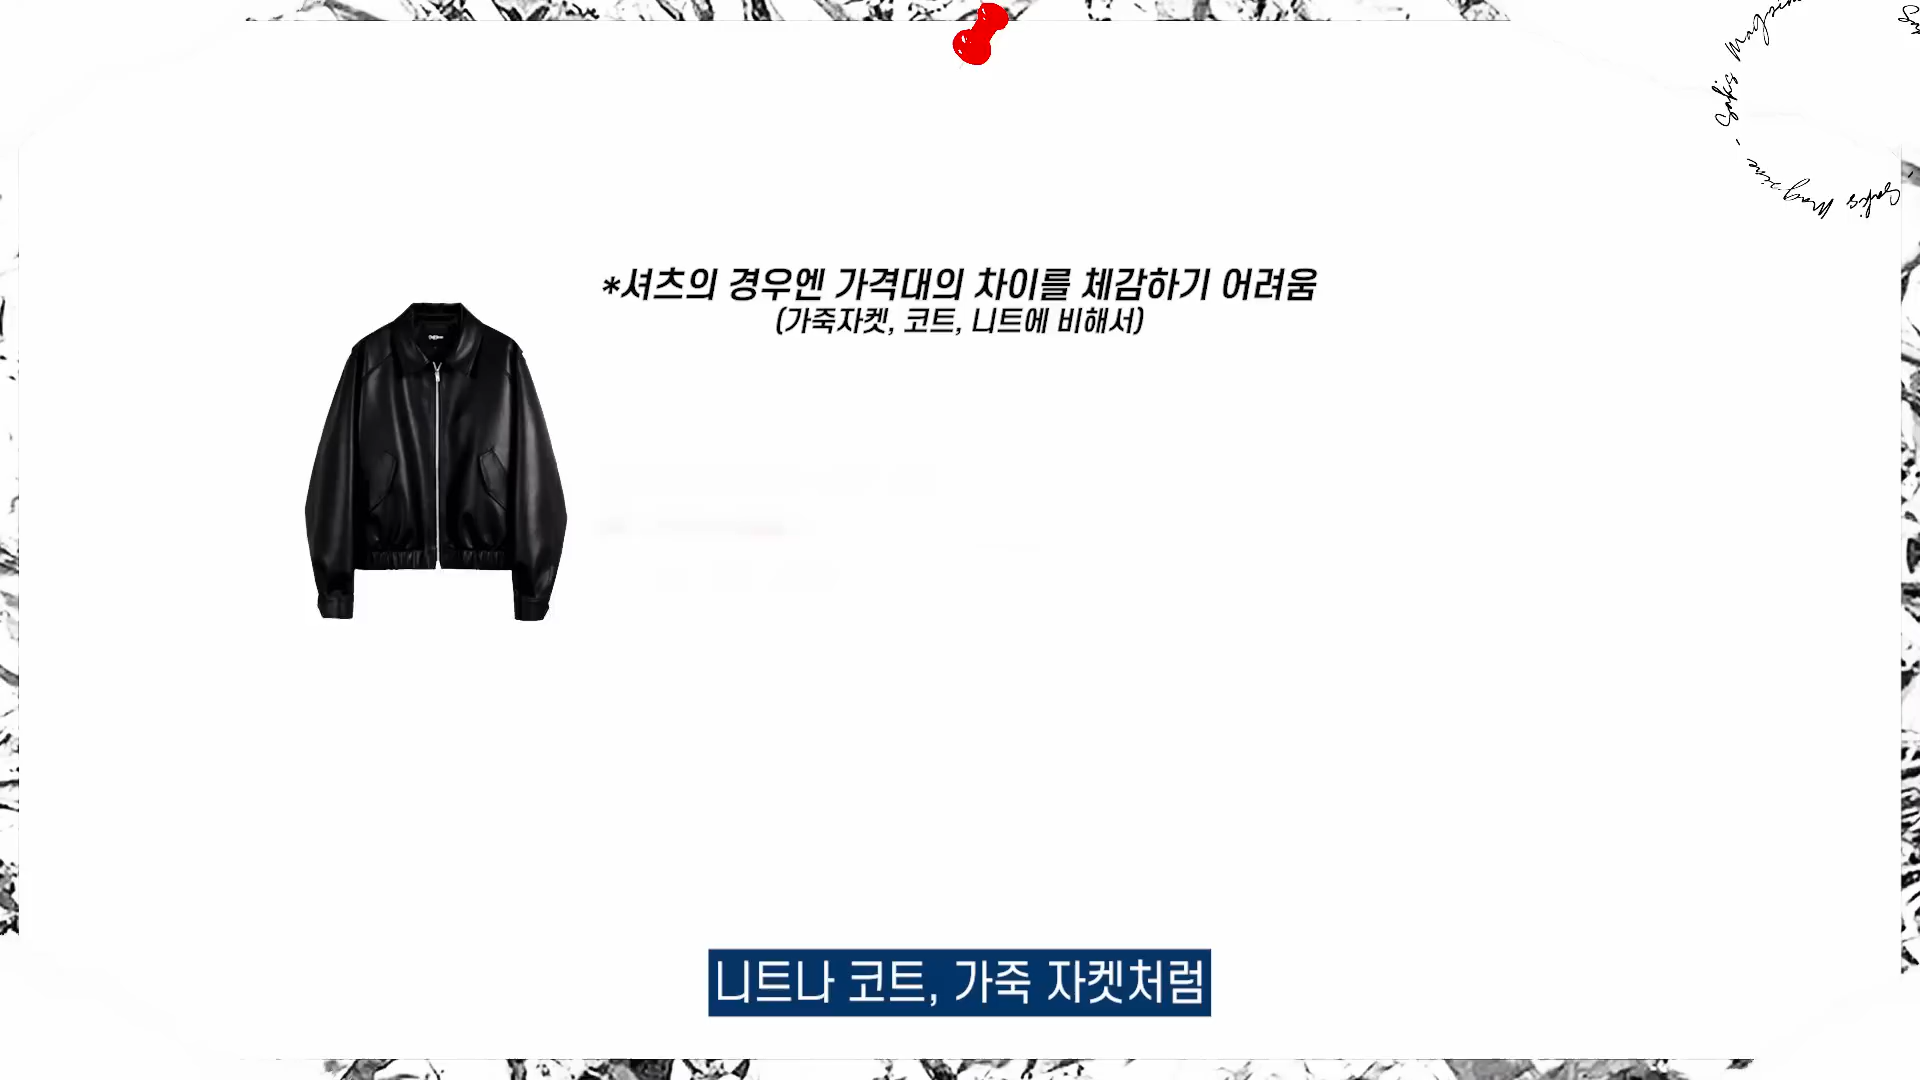 *셔츠의 경우엔 가격대의 차이를 체감하기 어려움
(가죽자켓, 코트, 니트에 비해서)
니트나 코트, 가죽 자켓처럼